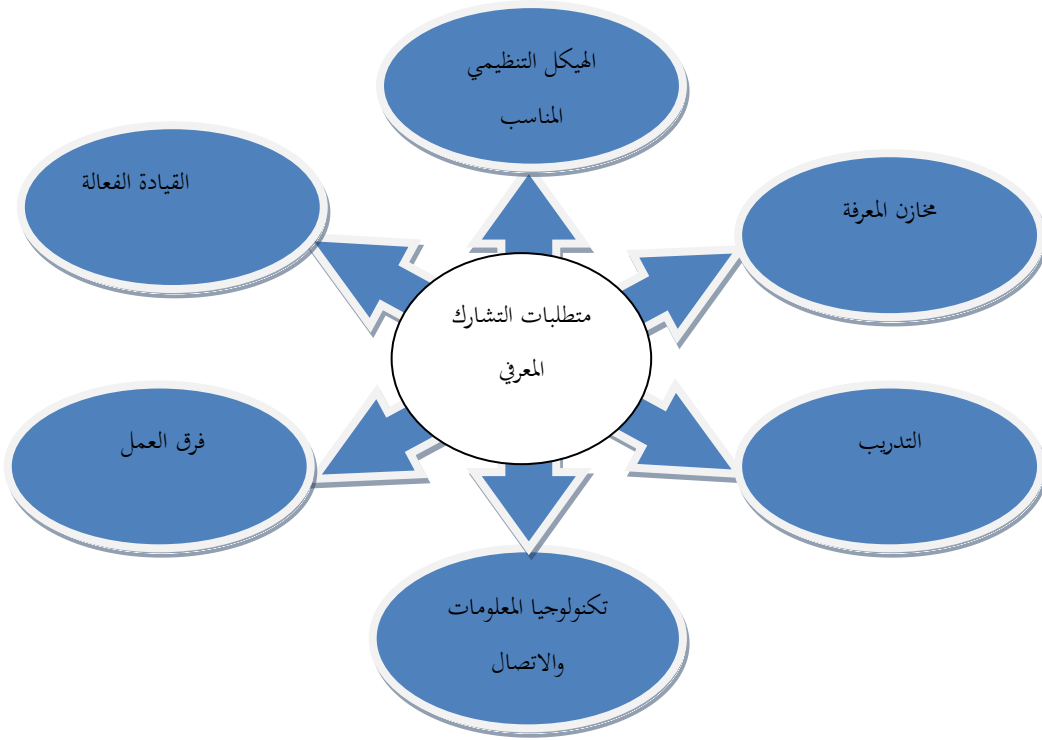 الهيكل التنظيمي
المناسب
القيادة الفعالة
مخازن المعرفة
متطلبات التشارك
المعرفي
فرق العمل
التدريب
تكنولوجيا المعلومات
والاتصال